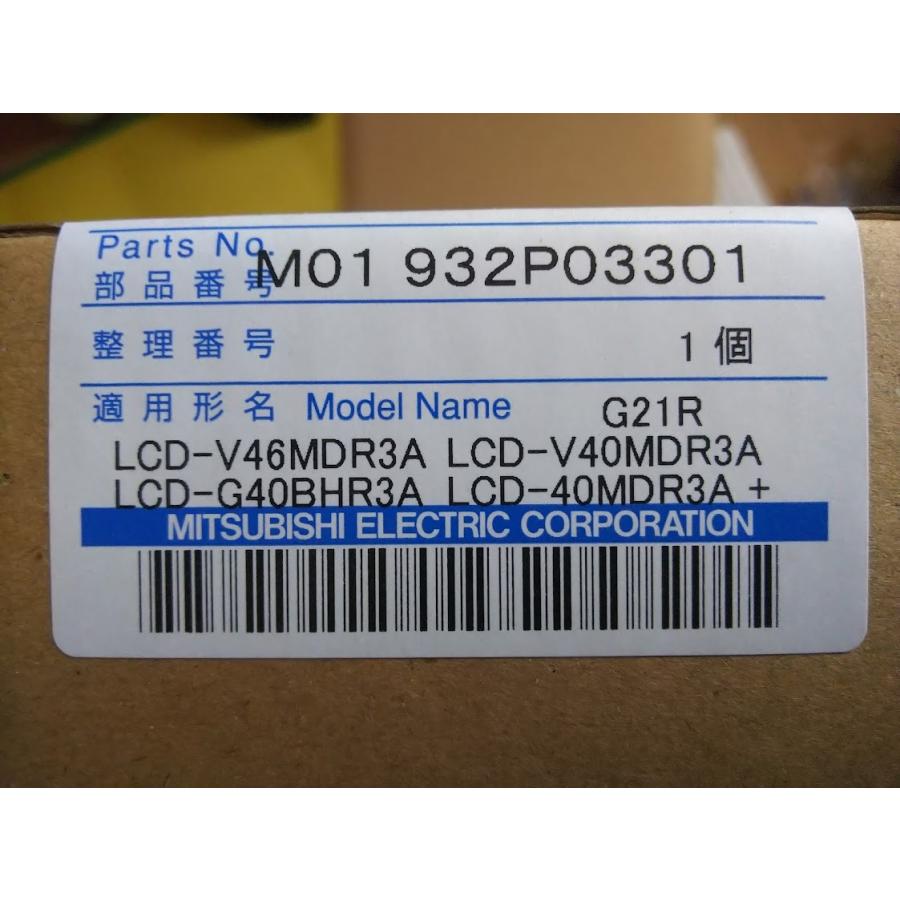 Parts No.
部品番号 M01 932P03301
整理番号 1個
適用形名 Model Name G21R
LCD-V46MDR3A LCD-V40MDR3A
LCD-G40BHR3A LCD-40MDR3A +
MITSUBISHI ELECTRIC CORPORATION